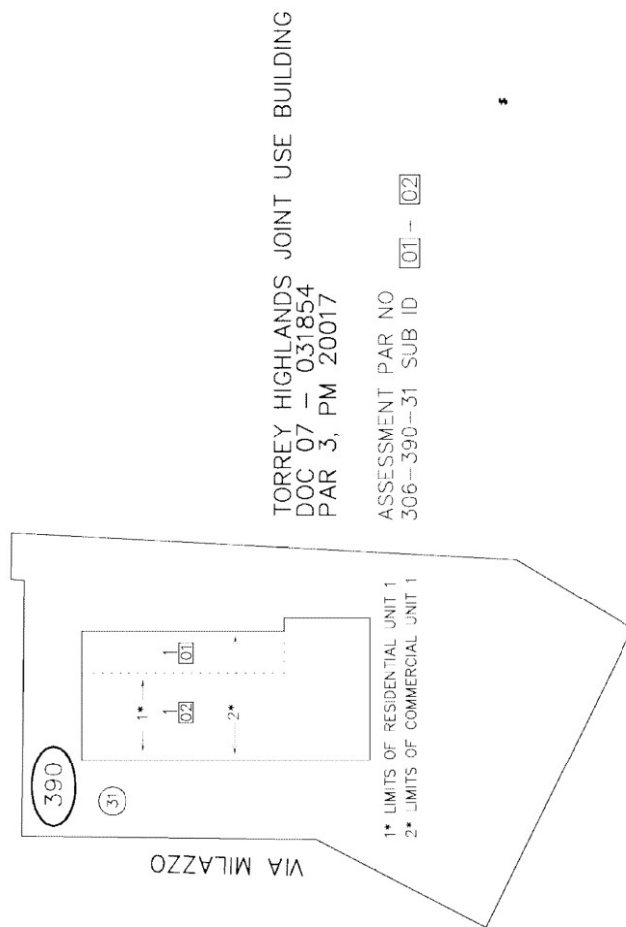 TORREY HIGHLANDS JOINT USE BUILDING
DOC 07 - 031854
PAR 3, PM 20017
ASSESSMENT PAR NO
306-390-31 SUB ID 01 - 02
390
31
VIA MILAZZO
1
02
1
01
1*
2*
1* LIMITS OF RESIDENTIAL UNIT 1
2* LIMITS OF COMMERCIAL UNIT 1